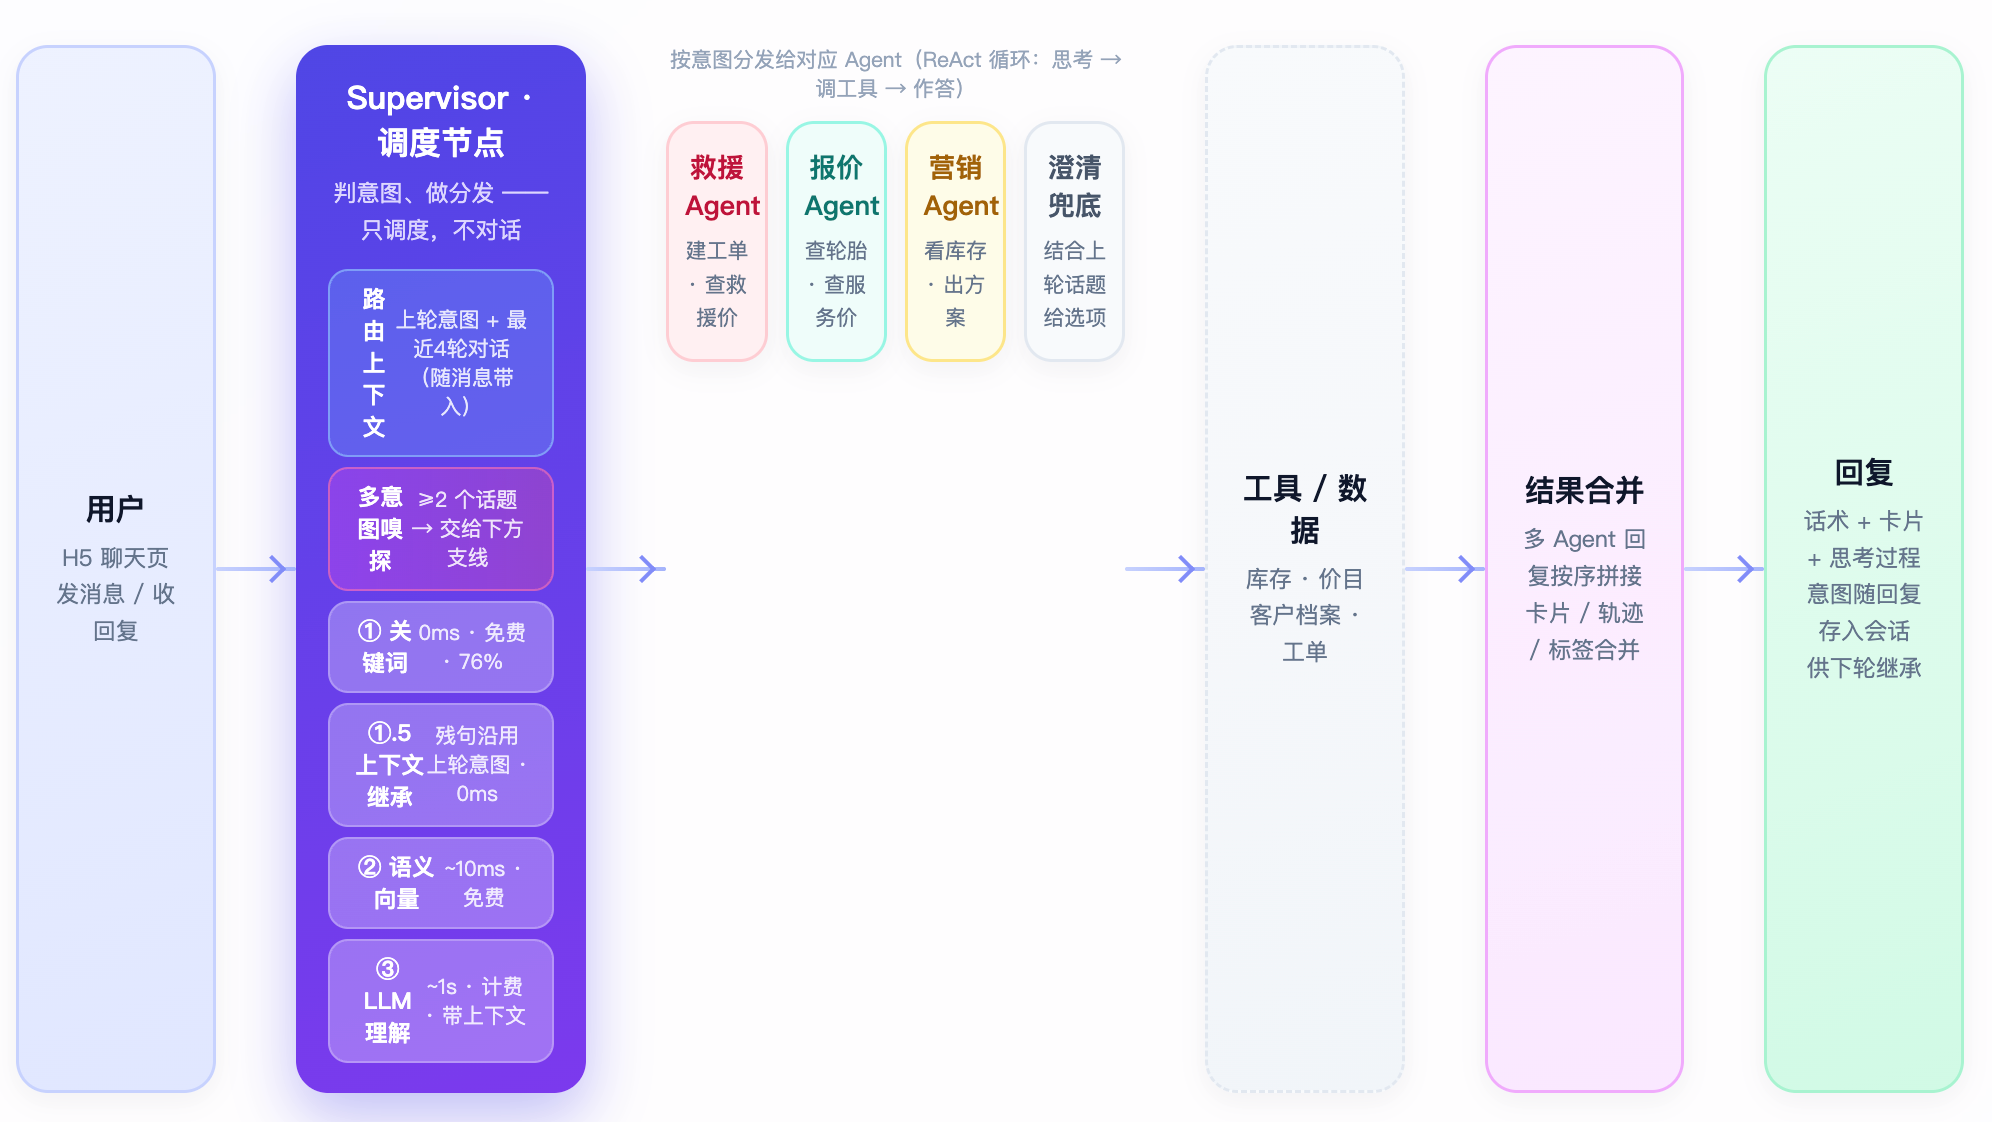 用户
H5 聊天页
发消息 / 收
回复
Supervisor ·
调度节点
判意图、做分发 ——
只调度，不对话
路
由
上
下
文
上轮意图 + 最
近4轮对话
（随消息带
入）
多意
图嗅
探
≥2 个话题
→ 交给下方
支线
① 关
键词
0ms · 免费
· 76%
①.5
上下文
继承
残句沿用
上轮意图 ·
0ms
② 语义
向量
~10ms ·
免费
③
LLM
理解
~1s · 计费
· 带上下文
按意图分发给对应 Agent（ReAct 循环：思考 →
调工具 → 作答）
救援
Agent
建工单
· 查救
援价
报价
Agent
查轮胎
· 查服
务价
营销
Agent
看库存
· 出方
案
澄清
兜底
结合上
轮话题
给选项
工具 / 数
据
库存 · 价目
客户档案 ·
工单
结果合并
多 Agent 回
复按序拼接
卡片 / 轨迹
/ 标签合并
回复
话术 + 卡片
+ 思考过程
意图随回复
存入会话
供下轮继承